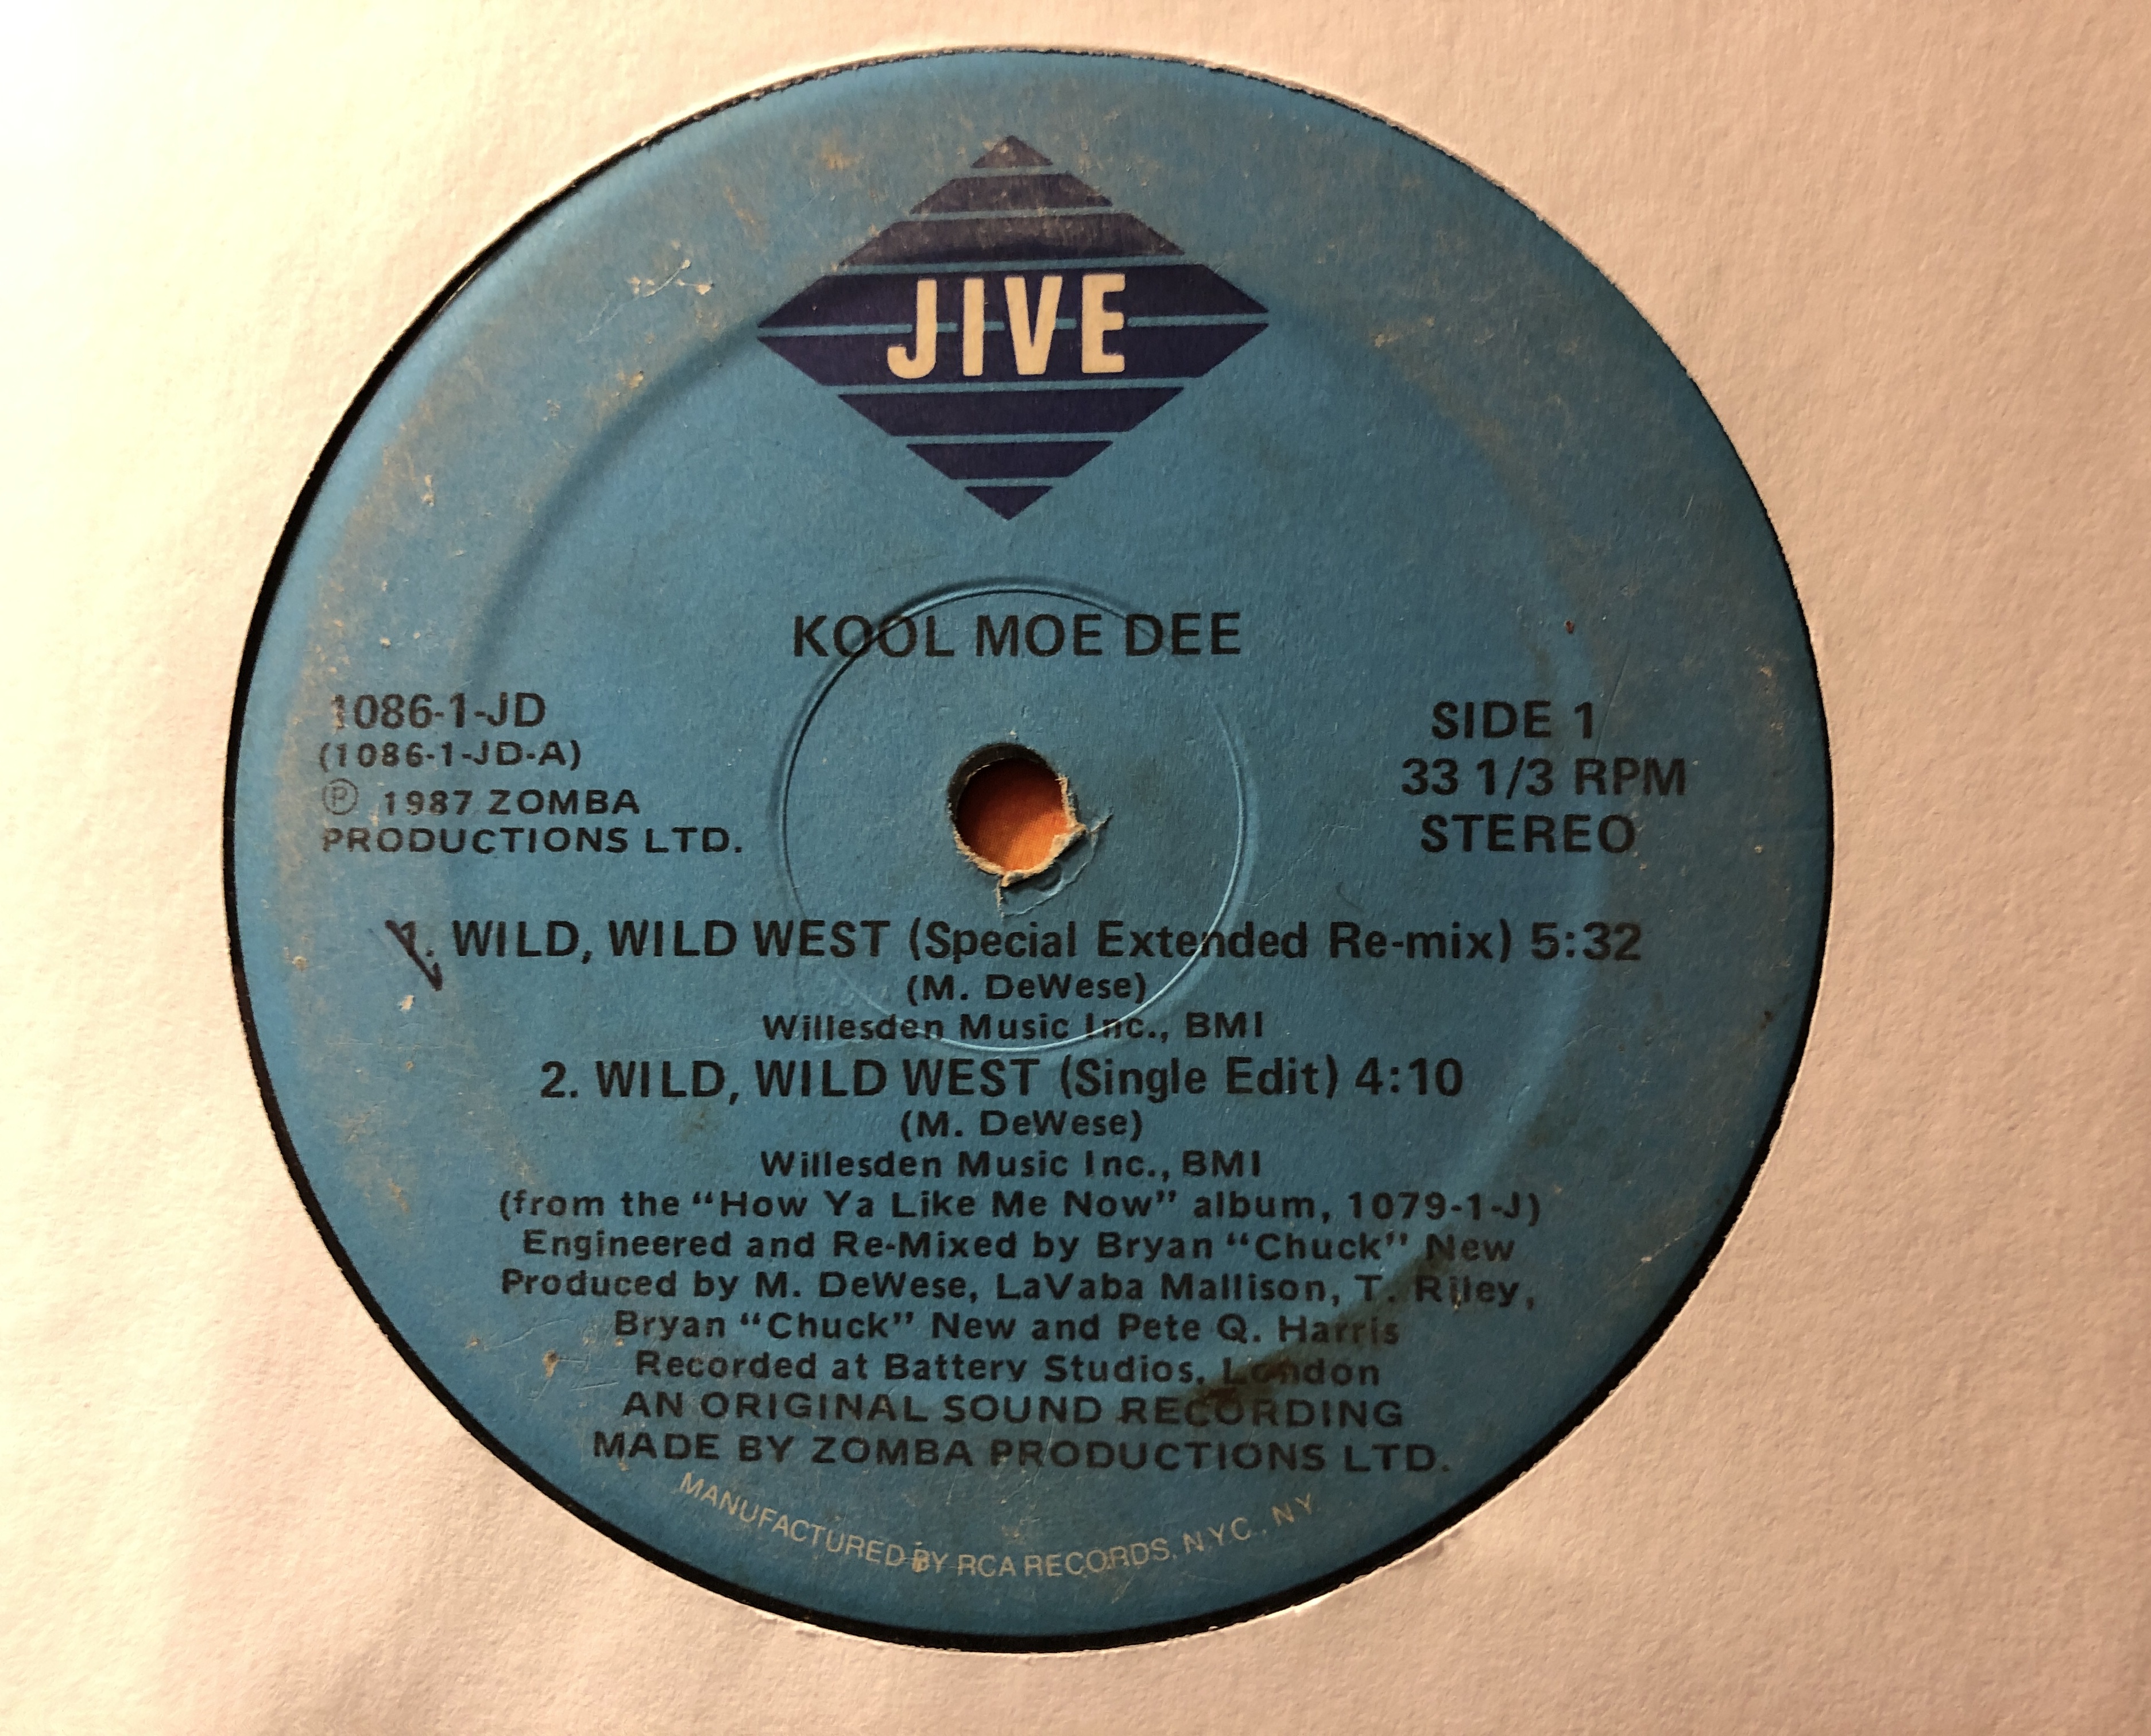 JIVE
KOOL MOE DEE
1086-1-JD
(1086-1-JD-A)
Ⓟ 1987 ZOMBA
PRODUCTIONS LTD.
SIDE 1
33 1/3 RPM
STEREO
1. WILD, WILD WEST (Special Extended Re-mix) 5:32
(M. DeWese)
Willesden Music Inc., BMI
2. WILD, WILD WEST (Single Edit) 4:10
(M. DeWese)
Willesden Music Inc., BMI
(from the “How Ya Like Me Now” album, 1079-1-J)
Engineered and Re-Mixed by Bryan “Chuck” New
Produced by M. DeWese, LaVaba Mallison, T. Riley,
Bryan “Chuck” New and Pete Q. Harris
Recorded at Battery Studios, London
AN ORIGINAL SOUND RECORDING
MADE BY ZOMBA PRODUCTIONS LTD.
MANUFACTURED BY RCA RECORDS, N.Y.C., N.Y.